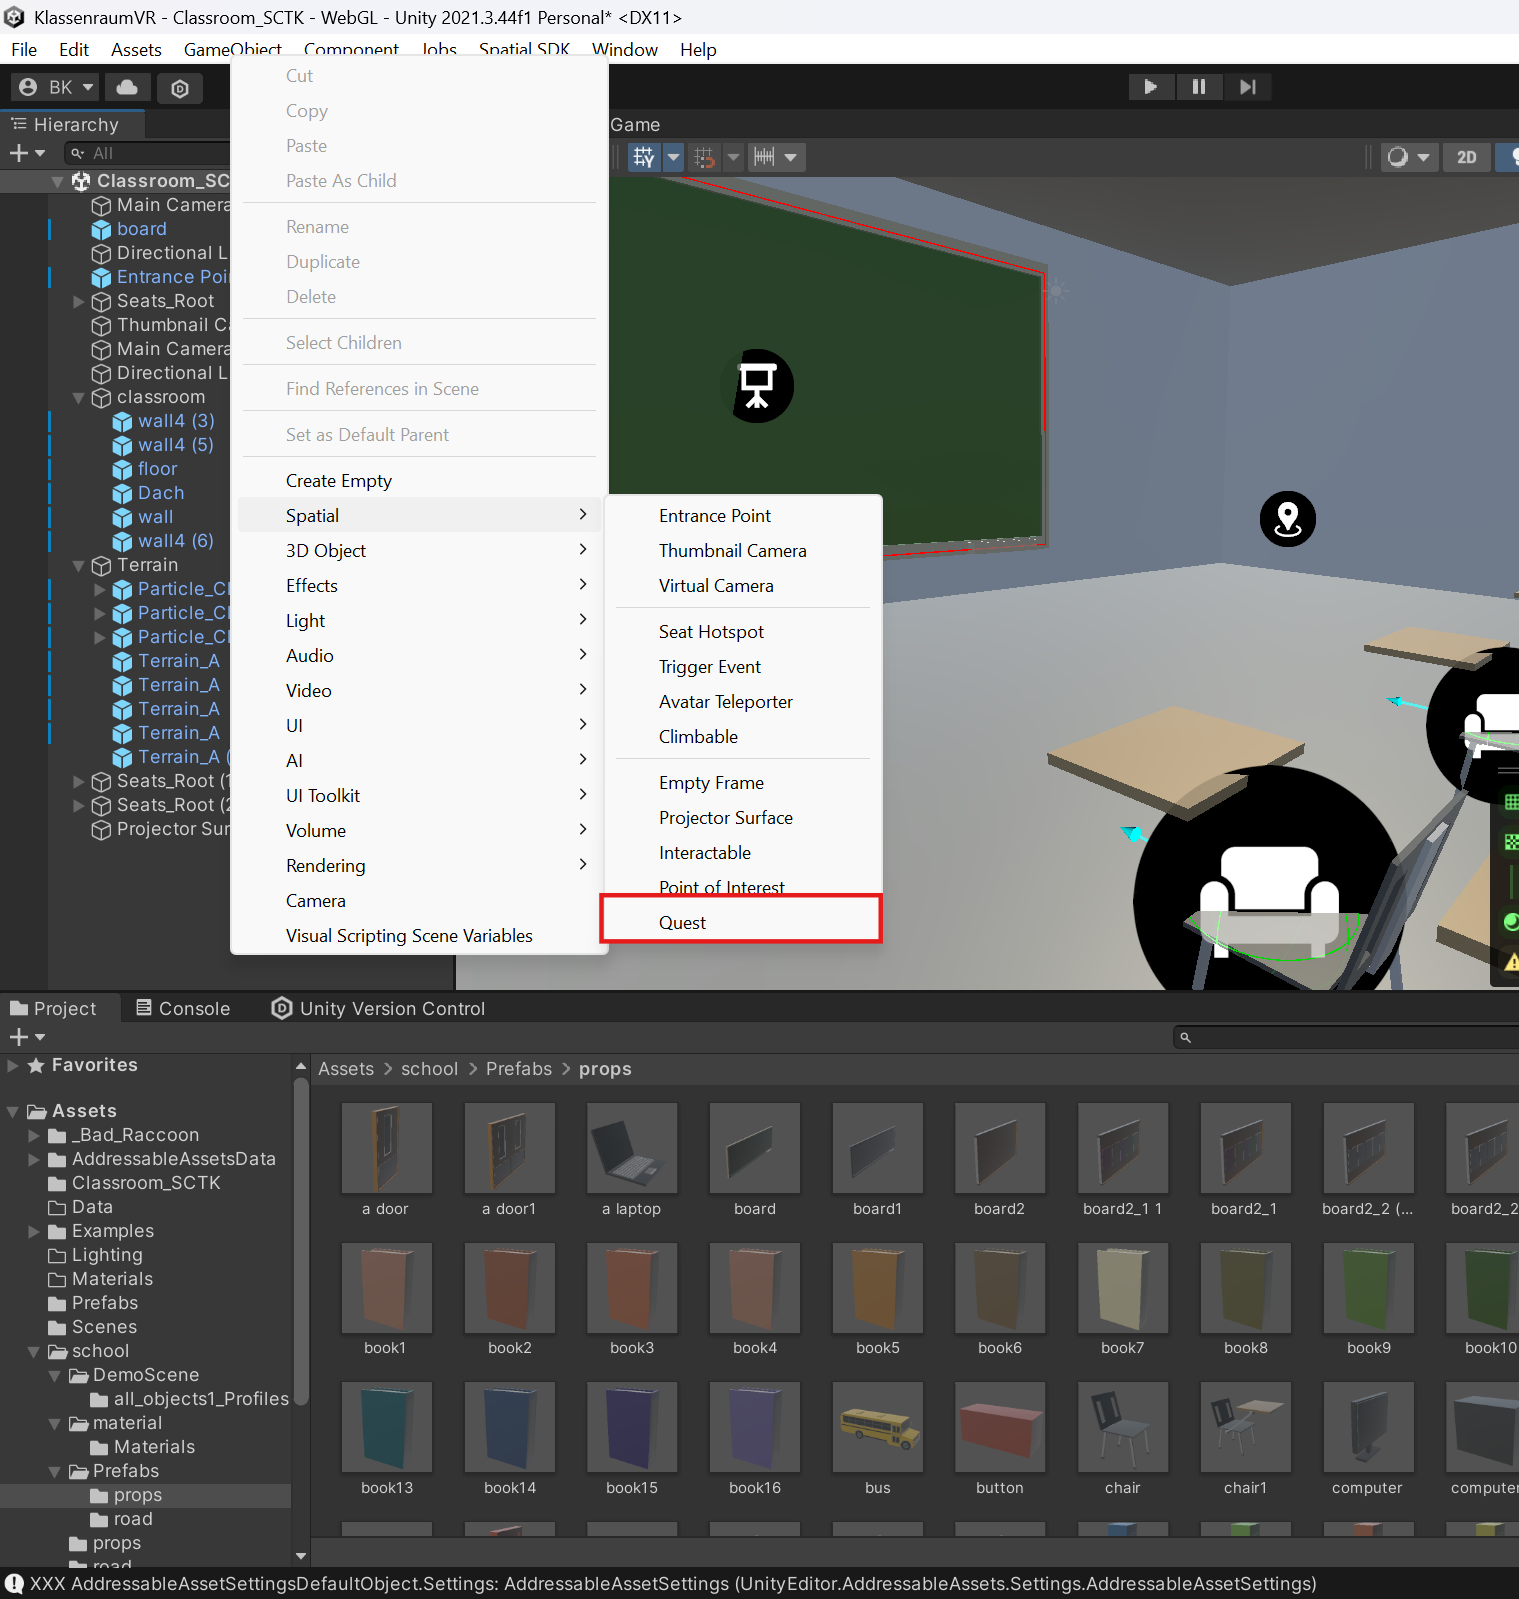 KlassenraumVR - Classroom_SCTK - WebGL - Unity 2021.3.44f1 Personal* <DX11>
File Edit Assets GameObject Component Jobs Spatial SDK Window Help
BK
Hierarchy
All
Classroom_SC
Main Camera
board
Directional L
Entrance Poi
Seats_Root
Thumbnail Ca
Main Camera
Directional L
classroom
wall4 (3)
wall4 (5)
floor
Dach
wall
wall4 (6)
Terrain
Particle_Cl
Particle_Cl
Particle_Cl
Terrain_A
Terrain_A
Terrain_A
Terrain_A
Terrain_A (
Seats_Root (1
Seats_Root (2
Projector Sur
Cut
Copy
Paste
Paste As Child
Rename
Duplicate
Delete
Select Children
Find References in Scene
Set as Default Parent
Create Empty
Spatial
3D Object
Effects
Light
Audio
Video
UI
AI
UI Toolkit
Volume
Rendering
Camera
Visual Scripting Scene Variables
Entrance Point
Thumbnail Camera
Virtual Camera
Seat Hotspot
Trigger Event
Avatar Teleporter
Climbable
Empty Frame
Projector Surface
Interactable
Point of Interest
Quest
Game
2D
Project Console Unity Version Control
Favorites
Assets
_Bad_Raccoon
AddressableAssetsData
Classroom_SCTK
Data
Examples
Lighting
Materials
Prefabs
Scenes
school
DemoScene
all_objects1_Profiles
material
Materials
Prefabs
props
road
props
road
Assets > school > Prefabs > props
a door a door1 a laptop board board1 board2 board2_1 1 board2_1 board2_2 (... board2_2
book1 book2 book3 book4 book5 book6 book7 book8 book9 book10
book13 book14 book15 book16 bus button chair chair1 computer computer
XXX AddressableAssetSettingsDefaultObject.Settings: AddressableAssetSettings (UnityEditor.AddressableAssets.Settings.AddressableAssetSettings)